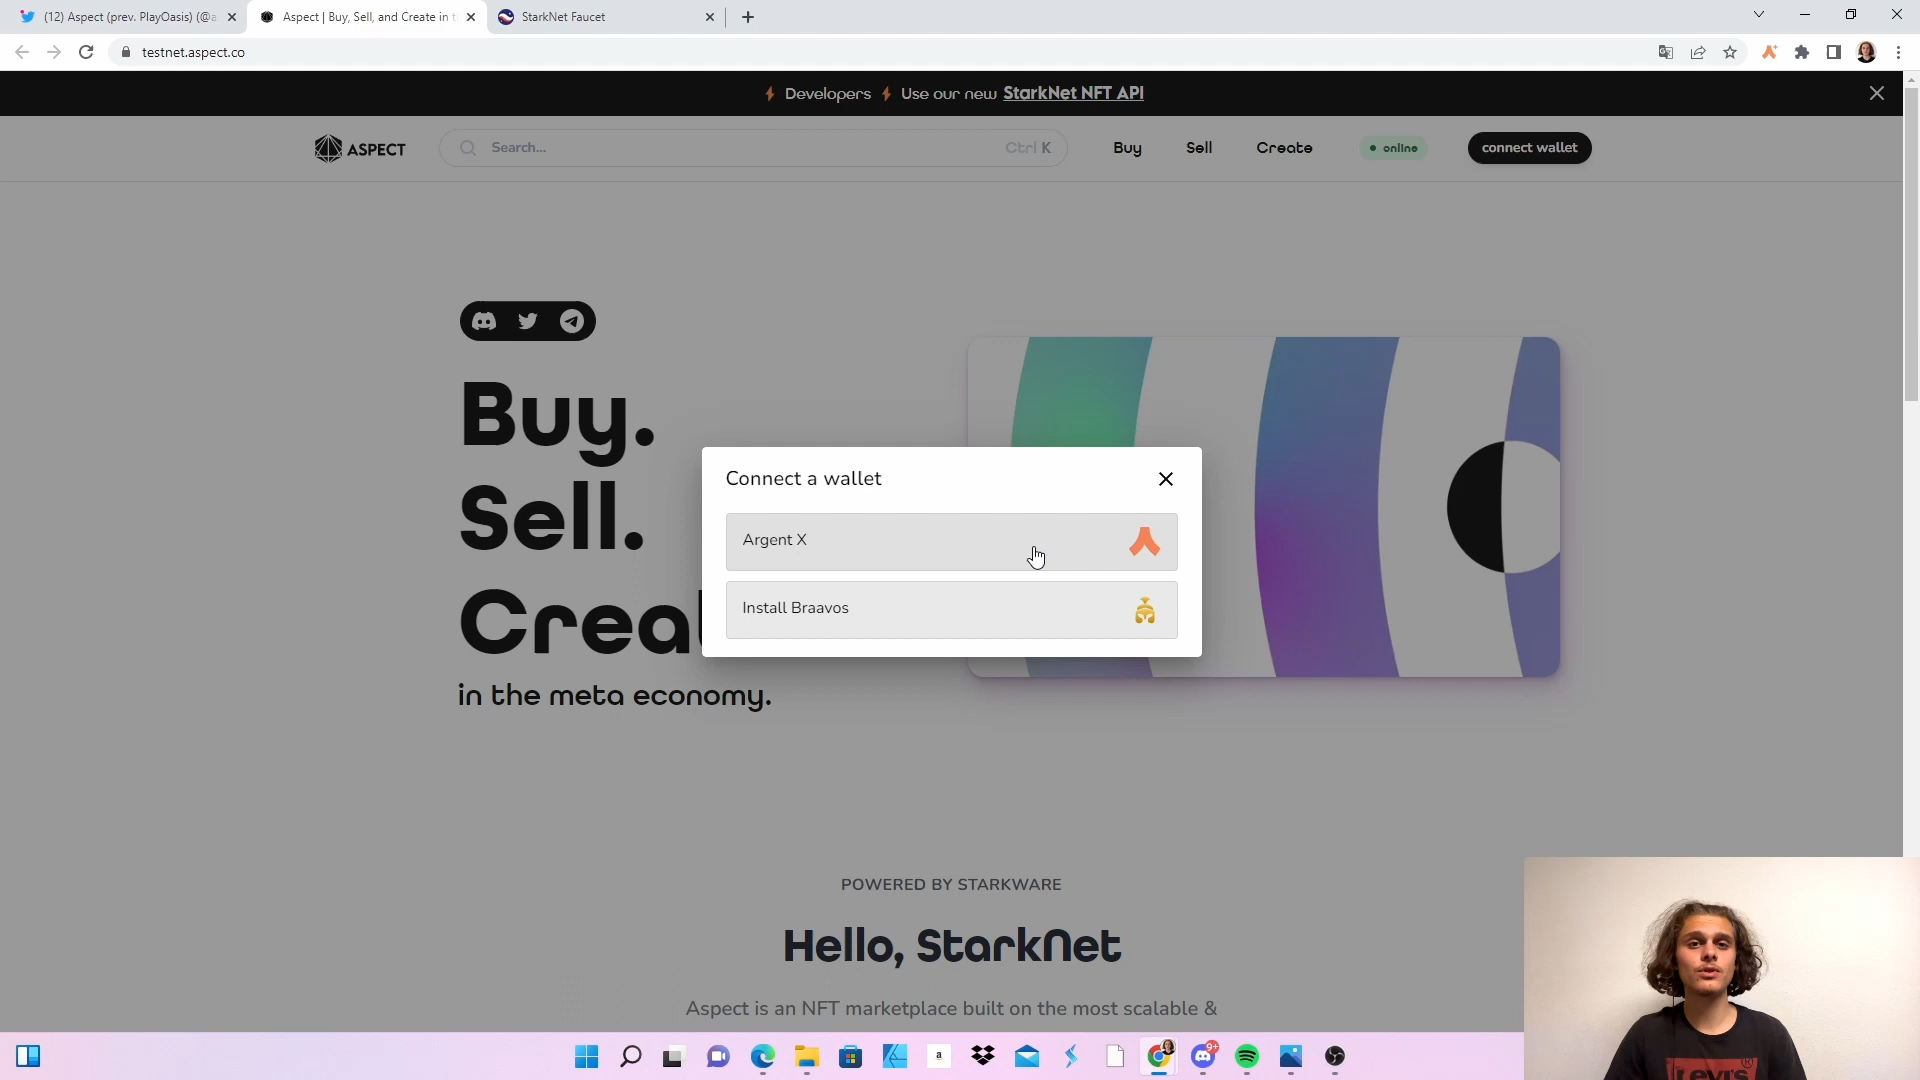 (12) Aspect (prev. PlayOasis) (@a
Aspect | Buy, Sell, and Create in t
StarkNet Faucet
testnet.aspect.co
Developers Use our new StarkNet NFT API
ASPECT
Search...
Ctrl K
Buy
Sell
Create
online
connect wallet
Buy.
Sell.
Creat
in the meta economy.
Connect a wallet
Argent X
Install Braavos
POWERED BY STARKWARE
Hello, StarkNet
Aspect is an NFT marketplace built on the most scalable &
a
9+
Levi's